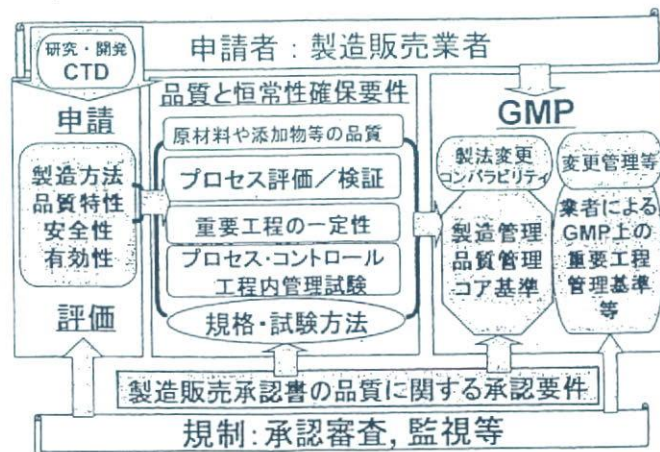 申請者：製造販売業者
研究・開発
CTD
申請
製造方法
品質特性
安全性
有効性
評価
品質と恒常性確保要件
原材料や添加物等の品質
プロセス評価／検証
重要工程の一定性
プロセス・コントロール
工程内管理試験
規格・試験方法
GMP
製法変更
コンパラビリティ
製造管理
品質管理
コア基準
変更管理等
業者による
GMP上の
重要工程
管理基準
等
製造販売承認書の品質に関する承認要件
規制：承認審査，監視等